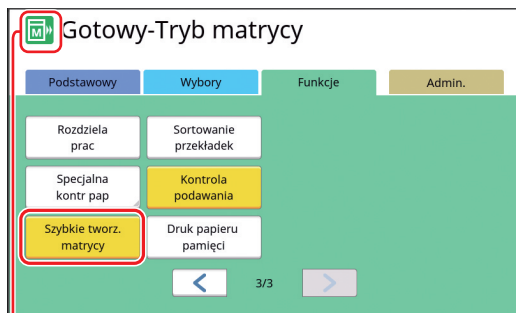 M
Gotowy-Tryb matrycy
Podstawowy Wybory Funkcje Admin.
Rozdziela
prac
Sortowanie
przekładek
Specjalna
kontr pap
Kontrola
podawania
Szybkie tworz.
matrycy
Druk papieru
pamięci
< 3/3 >